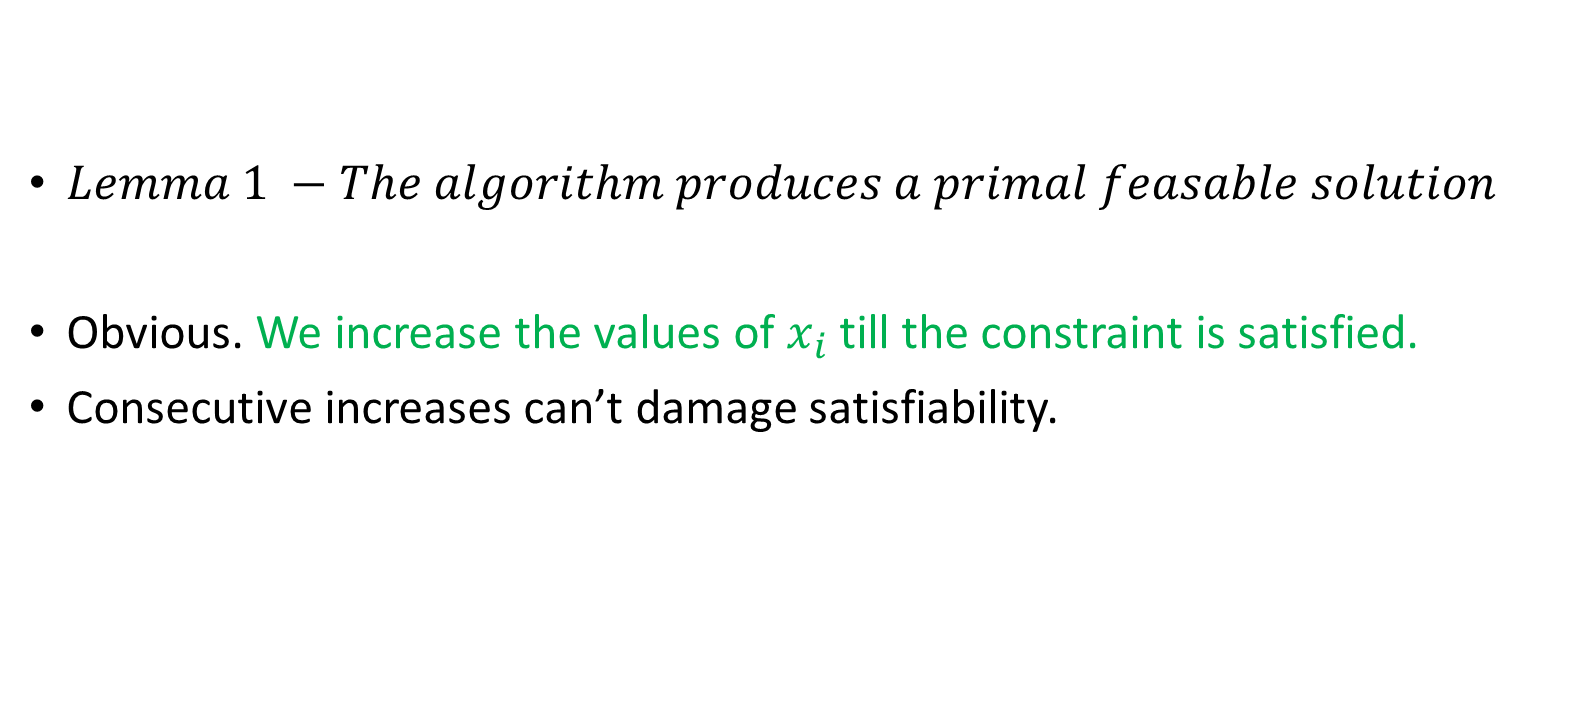 • Lemma 1 − The algorithm produces a primal feasable solution
• Obvious. We increase the values of xᵢ till the constraint is satisfied.
• Consecutive increases can’t damage satisfiability.